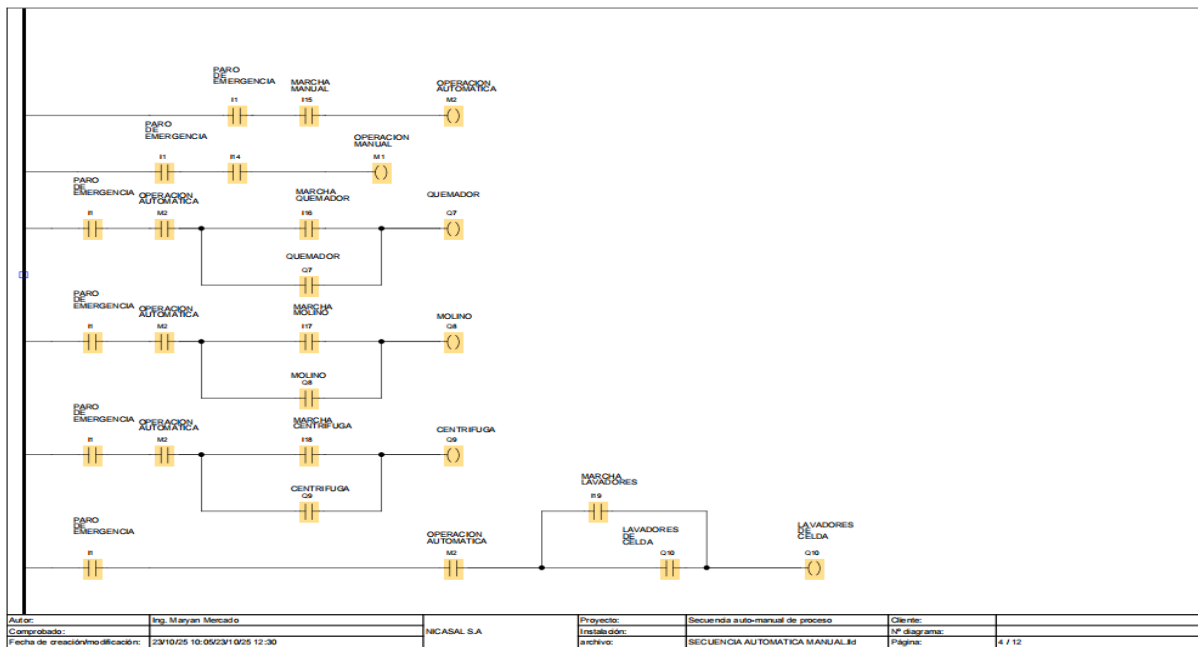 PARO
DE
EMERGENCIA
MARCHA
MANUAL
OPERACION
AUTOMATICA
I1
I15
M2
PARO
DE
EMERGENCIA
OPERACION
MANUAL
I1
I14
M1
PARO
DE
EMERGENCIA
OPERACION
AUTOMATICA
MARCHA
QUEMADOR
QUEMADOR
I1
M2
I16
Q7
QUEMADOR
Q7
PARO
DE
EMERGENCIA
OPERACION
AUTOMATICA
MARCHA
MOLINO
MOLINO
I1
M2
I17
Q8
MOLINO
Q8
PARO
DE
EMERGENCIA
OPERACION
AUTOMATICA
MARCHA
CENTRIFUGA
CENTRIFUGA
I1
M2
I18
Q9
CENTRIFUGA
Q9
MARCHA
LAVADORES
I19
PARO
DE
EMERGENCIA
OPERACION
AUTOMATICA
LAVADORES
DE
CELDA
LAVADORES
DE
CELDA
I1
M2
Q10
Q10
Autor: Ing. Maryan Mercado
Comprobado:
Fecha de creación/modificación: 23/10/25 10:05/23/10/25 12:30
NICASAL S.A
Proyecto: Secuencia auto-manual de proceso
Instalación:
archivo: SECUENCIA AUTOMATICA MANUAL.lld
Cliente:
Nº diagrama:
Página: 4 / 12